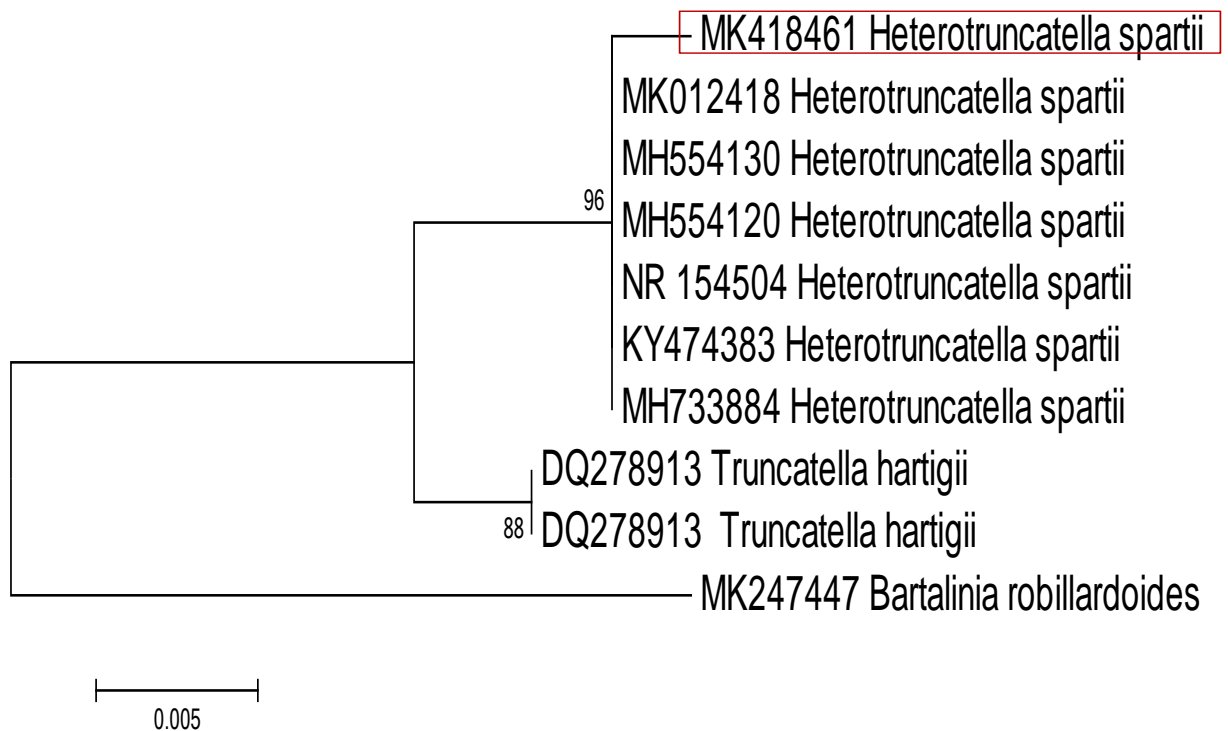 MK418461 Heterotruncatella spartii
MK012418 Heterotruncatella spartii
MH554130 Heterotruncatella spartii
96
MH554120 Heterotruncatella spartii
NR 154504 Heterotruncatella spartii
KY474383 Heterotruncatella spartii
MH733884 Heterotruncatella spartii
DQ278913 Truncatella hartigii
88
DQ278913 Truncatella hartigii
MK247447 Bartalinia robillardoides
0.005